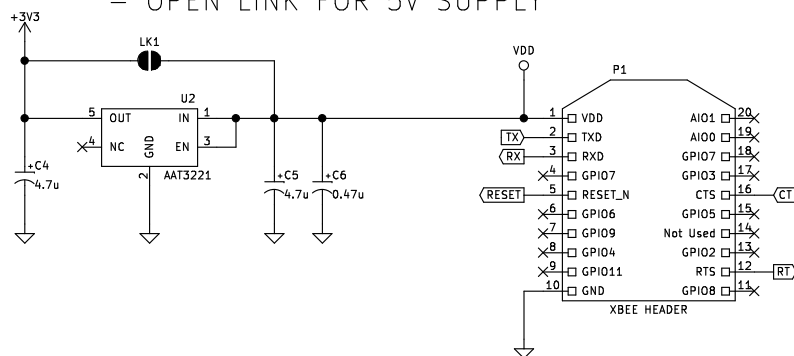 - OPEN LINK FOR 5V SUPPLY
+3V3
LK1
VDD
P1
U2
5 OUT IN 1
4 NC EN 3
GND
2
AAT3221
+C4
4.7u
+C5
4.7u
+C6
0.47u
TX
RX
RESET
1 VDD AIO1 20
2 TXD AIO0 19
3 RXD GPIO7 18
4 GPIO7 GPIO3 17
5 RESET_N CTS 16
6 GPIO6 GPIO5 15
7 GPIO9 Not Used 14
8 GPIO4 GPIO2 13
9 GPIO11 RTS 12
10 GND GPIO8 11
CT
RT
XBEE HEADER